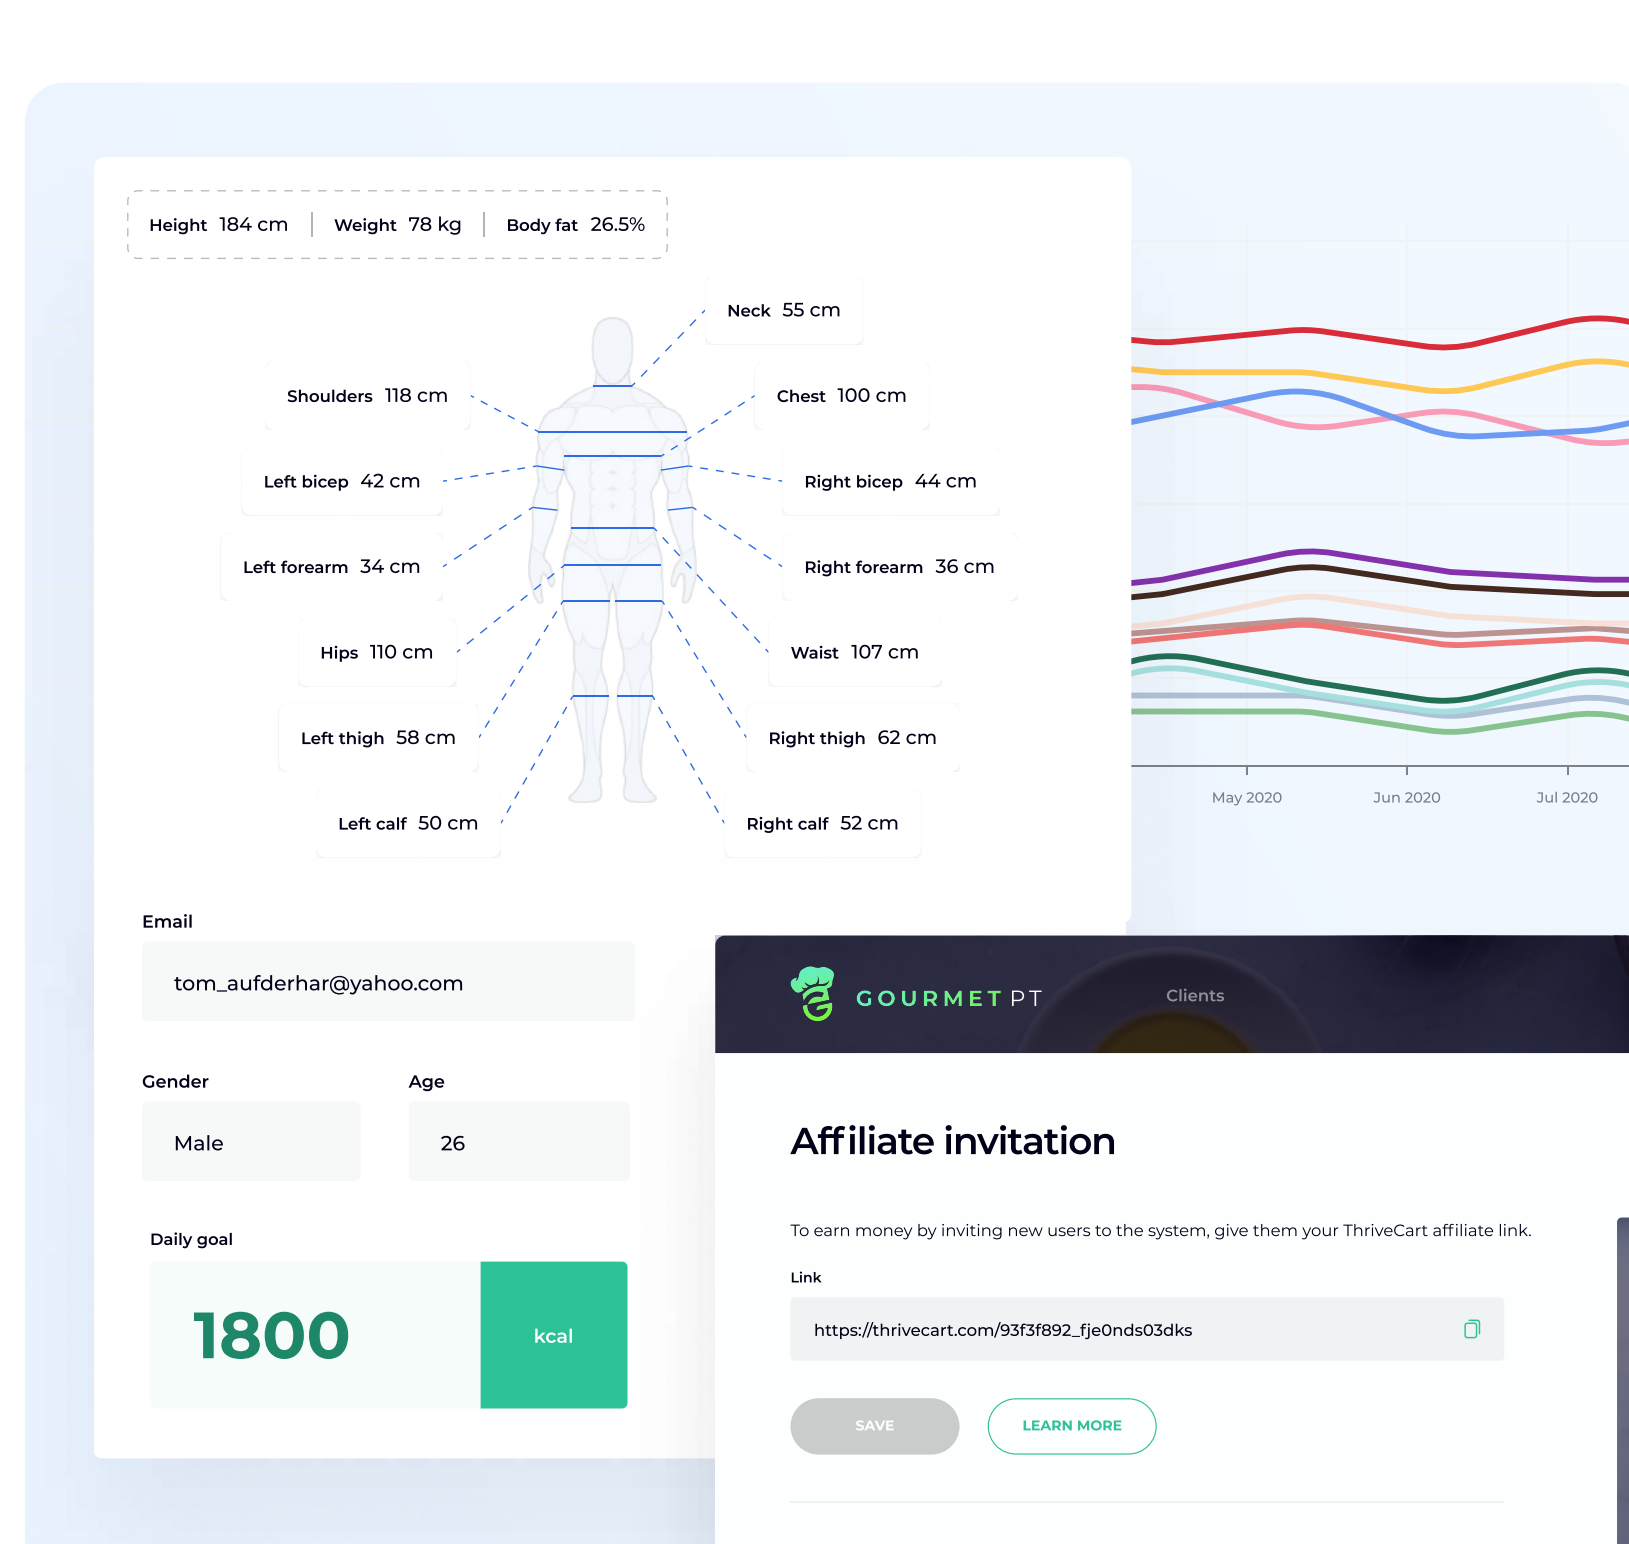 Height 184 cm Weight 78 kg Body fat 26.5%
Neck 55 cm
Shoulders 118 cm Chest 100 cm
Left bicep 42 cm Right bicep 44 cm
Left forearm 34 cm Right forearm 36 cm
Hips 110 cm Waist 107 cm
Left thigh 58 cm Right thigh 62 cm
Left calf 50 cm Right calf 52 cm
May 2020 Jun 2020 Jul 2020
Email
tom_aufderhar@yahoo.com
Gender Age
Male 26
Daily goal
1800 kcal
GOURMET PT Clients
Affiliate invitation
To earn money by inviting new users to the system, give them your ThriveCart affiliate link.
Link
https://thrivecart.com/93f3f892_fje0nds03dks
SAVE LEARN MORE